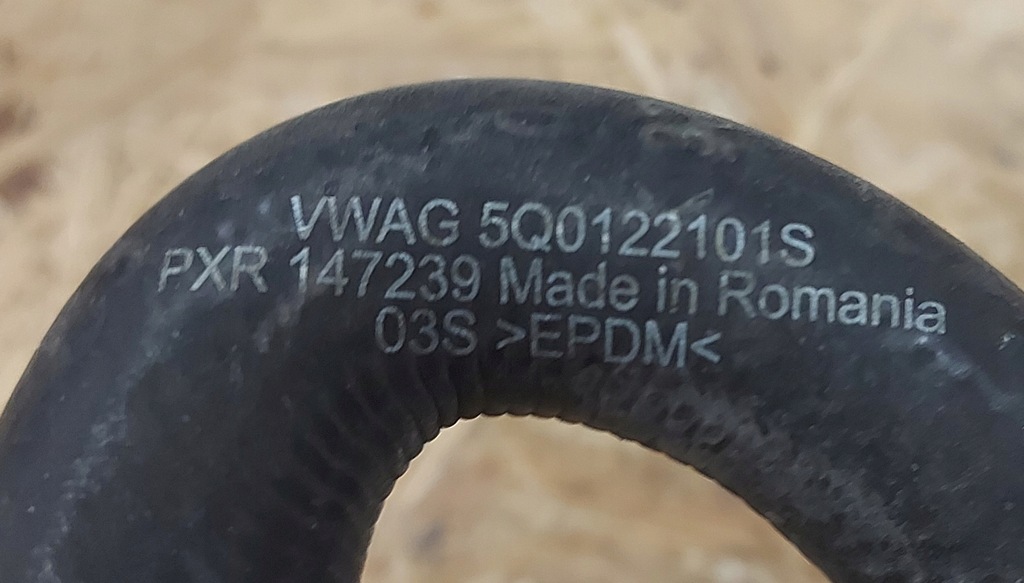 VWAG 5Q0122101S
PXR 147239 Made in Romania
03S >EPDM<